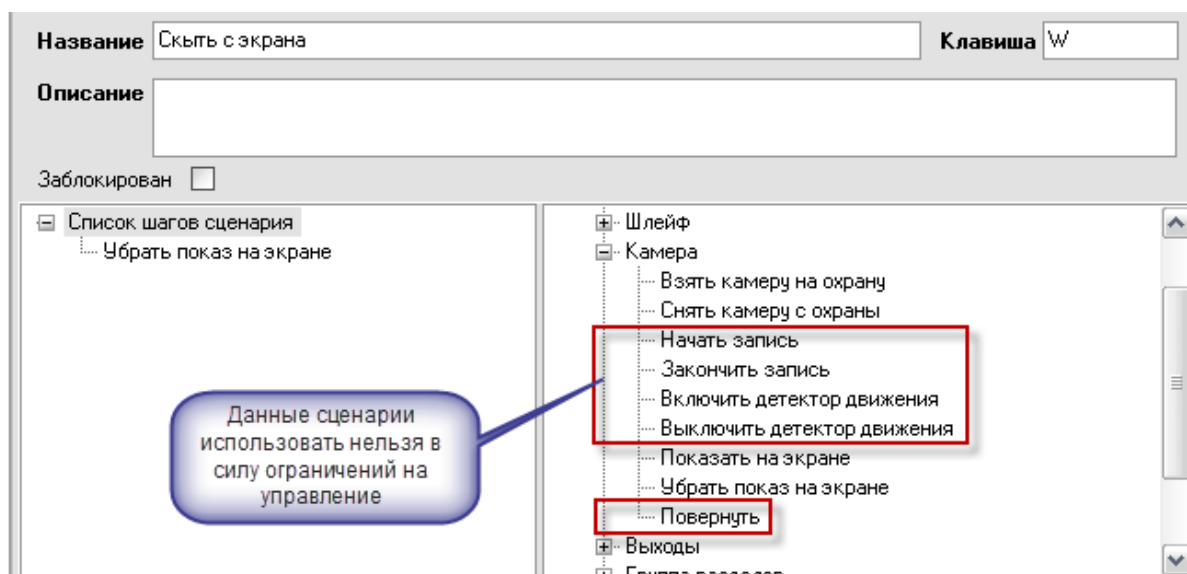 Название Скыть с экрана Клавиша W
Описание
Заблокирован
Список шагов сценария
Убрать показ на экране
Шлейф
Камера
Взять камеру на охрану
Снять камеру с охраны
Начать запись
Закончить запись
Включить детектор движения
Выключить детектор движения
Показать на экране
Убрать показ на экране
Повернуть
Выходы
Данные сценарии
использовать нельзя в
силу ограничений на
управление